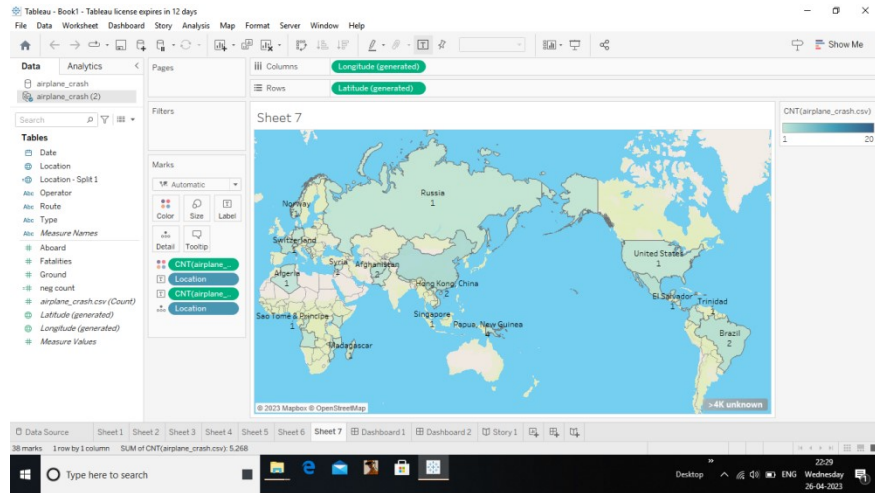 Tableau - Book1 - Tableau license expires in 12 days
File Data Worksheet Dashboard Story Analysis Map Format Server Window Help
Show Me
Data Analytics
Pages
iii Columns Longitude (generated)
Rows Latitude (generated)
airplane_crash
airplane_crash (2)
Search
Filters
Sheet 7
CNT(airplane_crash.csv)
1 20
Tables
Date
Location
Location - Split 1
Abc Operator
Abc Route
Abc Type
Abc Measure Names
# Aboard
# Fatalities
# Ground
=# neg count
# airplane_crash.csv (Count)
Latitude (generated)
Longitude (generated)
# Measure Values
Marks
Automatic
Color Size Label
Detail Tooltip
CNT(airplane_..
Location
CNT(airplane_..
Location
Norway
Russia
1
Switzerland
Syria
Afghanistan
2
Algeria
1
Hong Kong, China
2
Sao Tome & Principe
1
Singapore
1
Papua, New Guinea
4
Madagascar
United States
1
El Salvador
1
Trinidad
1
Brazil
2
© 2023 Mapbox © OpenStreetMap
>4K unknown
Data Source Sheet 1 Sheet 2 Sheet 3 Sheet 4 Sheet 5 Sheet 6 Sheet 7 Dashboard 1 Dashboard 2 Story 1
38 marks 1 row by 1 column SUM of CNT(airplane_crash.csv): 5.268
Type here to search
Desktop
ENG
22:29
Wednesday
26-04-2023